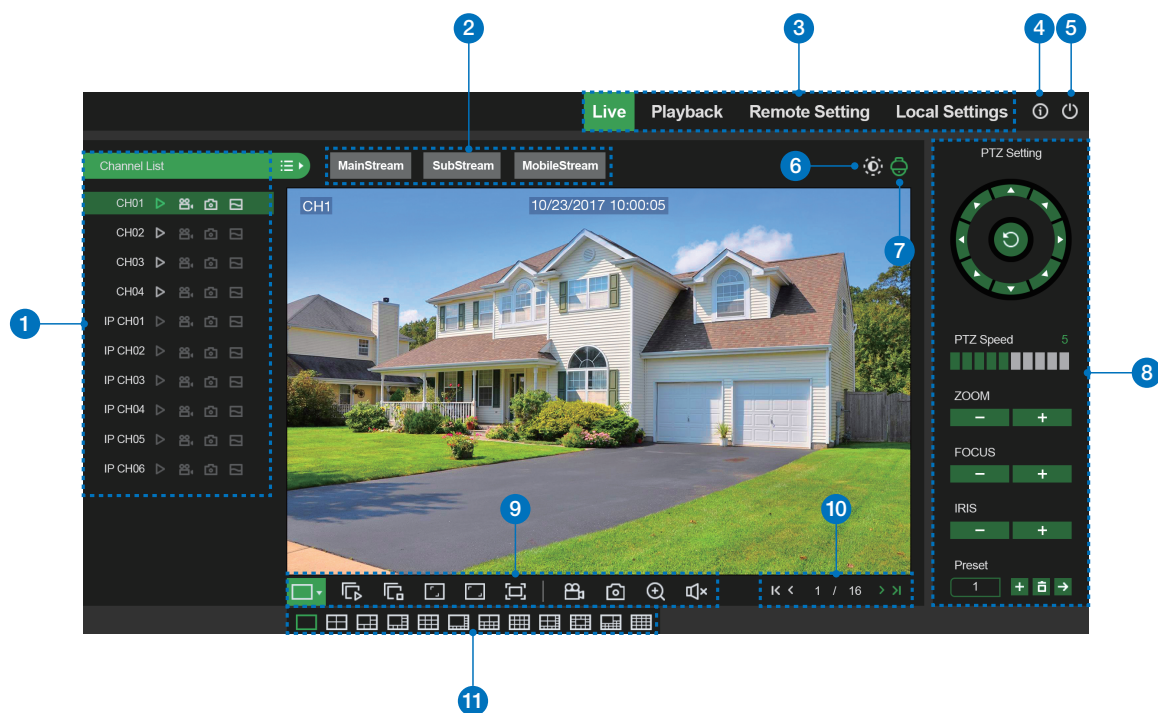 2
3
4
5
Live
Playback
Remote Setting
Local Settings
Channel List
MainStream
SubStream
MobileStream
6
7
PTZ Setting
CH1
10/23/2017 10:00:05
CH01
CH02
CH03
CH04
IP CH01
IP CH02
IP CH03
IP CH04
IP CH05
IP CH06
1
PTZ Speed 5
8
ZOOM
- +
FOCUS
- +
IRIS
- +
Preset
1
9
10
1 / 16
11